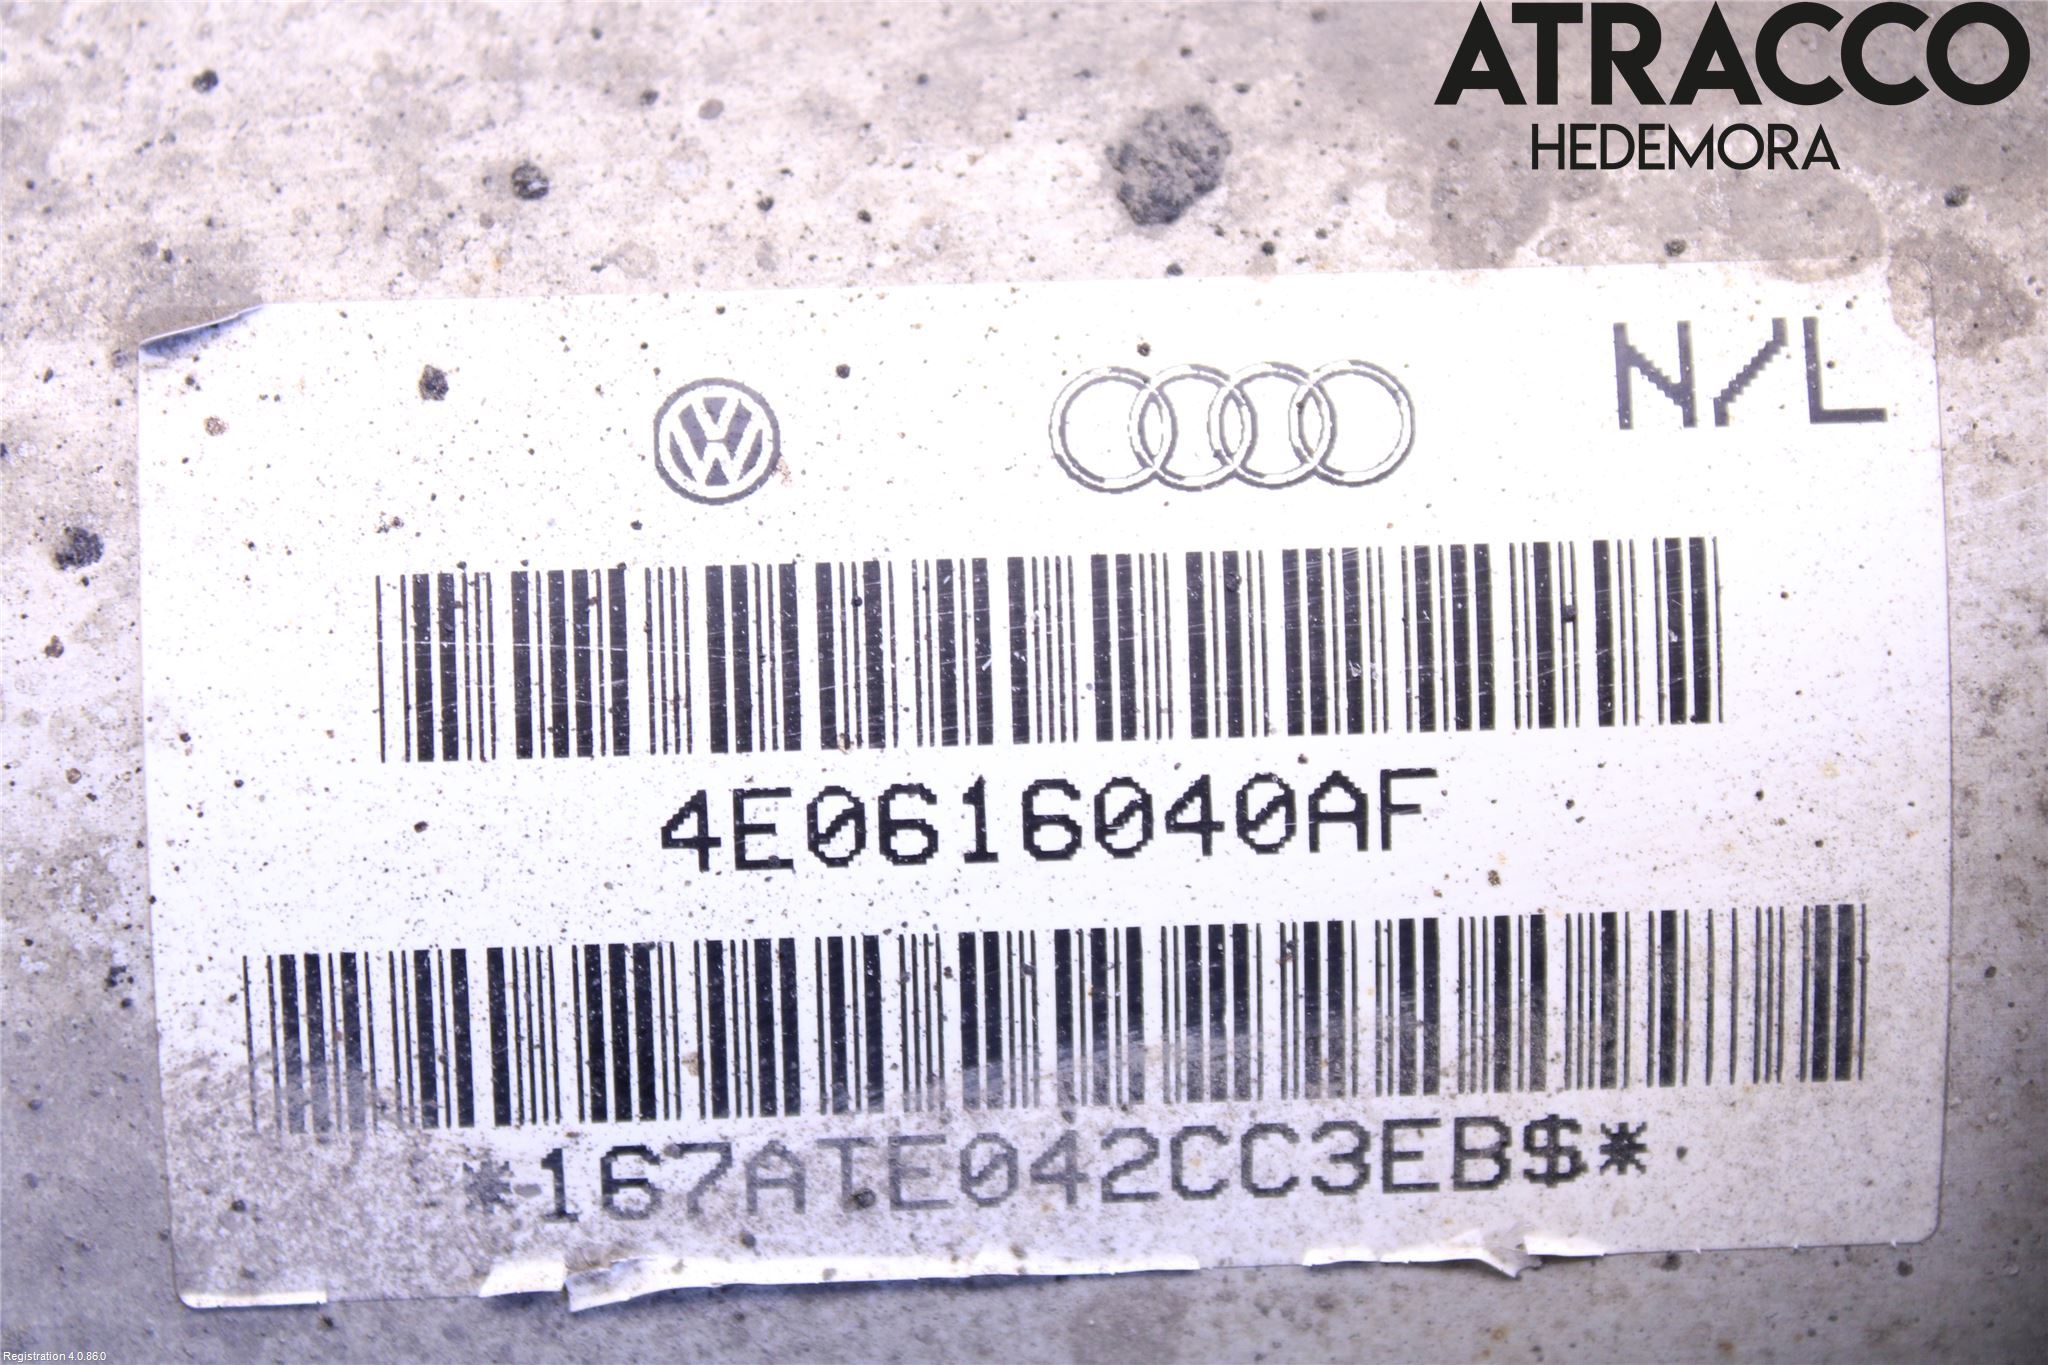 ATRACCO
HEDEMORA
N/L
4E0616040AF
*167ATE042CC3EB$*
Registration 4.0.86.0